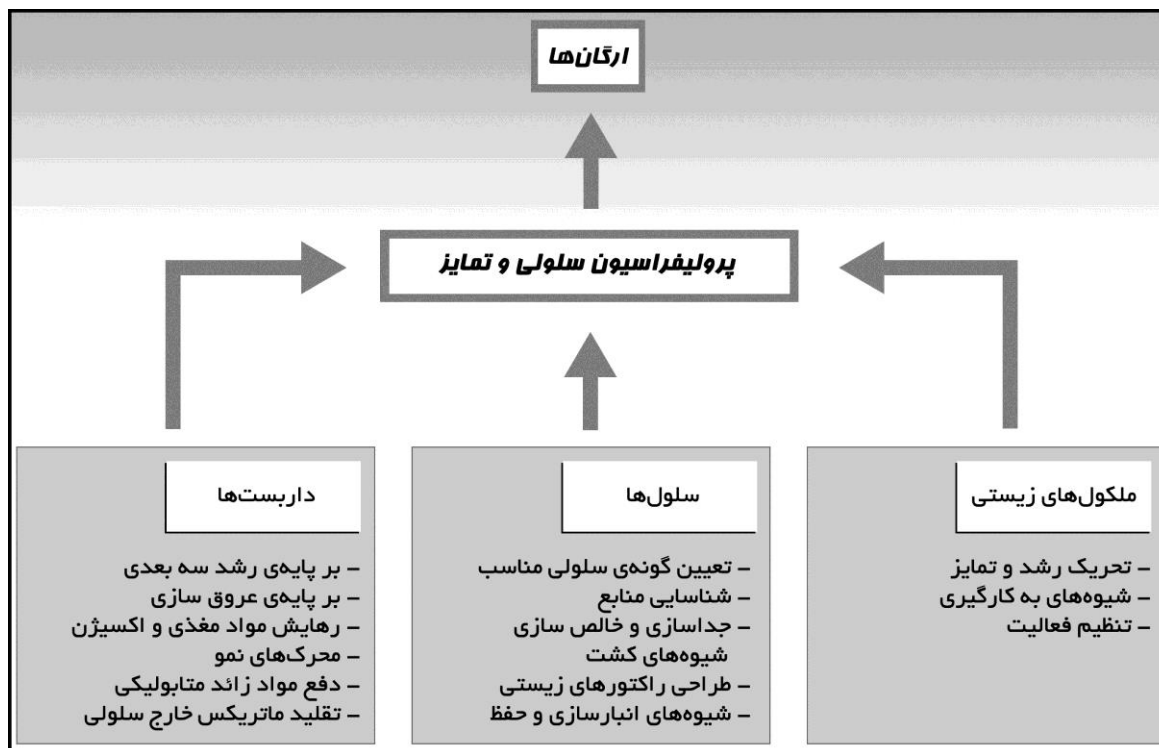 ارگان‌ها
پرولیفراسیون سلولی و تمایز
ملکول‌های زیستی
– تحریک رشد و تمایز
– شیوه‌های به کارگیری
– تنظیم فعالیت
سلول‌ها
– تعیین گونه‌ی سلولی مناسب
– شناسایی منابع
– جداسازی و خالص سازی
شیوه‌های کشت
– طراحی راکتورهای زیستی
– شیوه‌های انبارسازی و حفظ
داربست‌ها
– بر پایه‌ی رشد سه بعدی
– بر پایه‌ی عروق سازی
– رهایش مواد مغذی و اکسیژن
– محرک‌های نمو
– دفع مواد زائد متابولیکی
– تقلید ماتریکس خارج سلولی